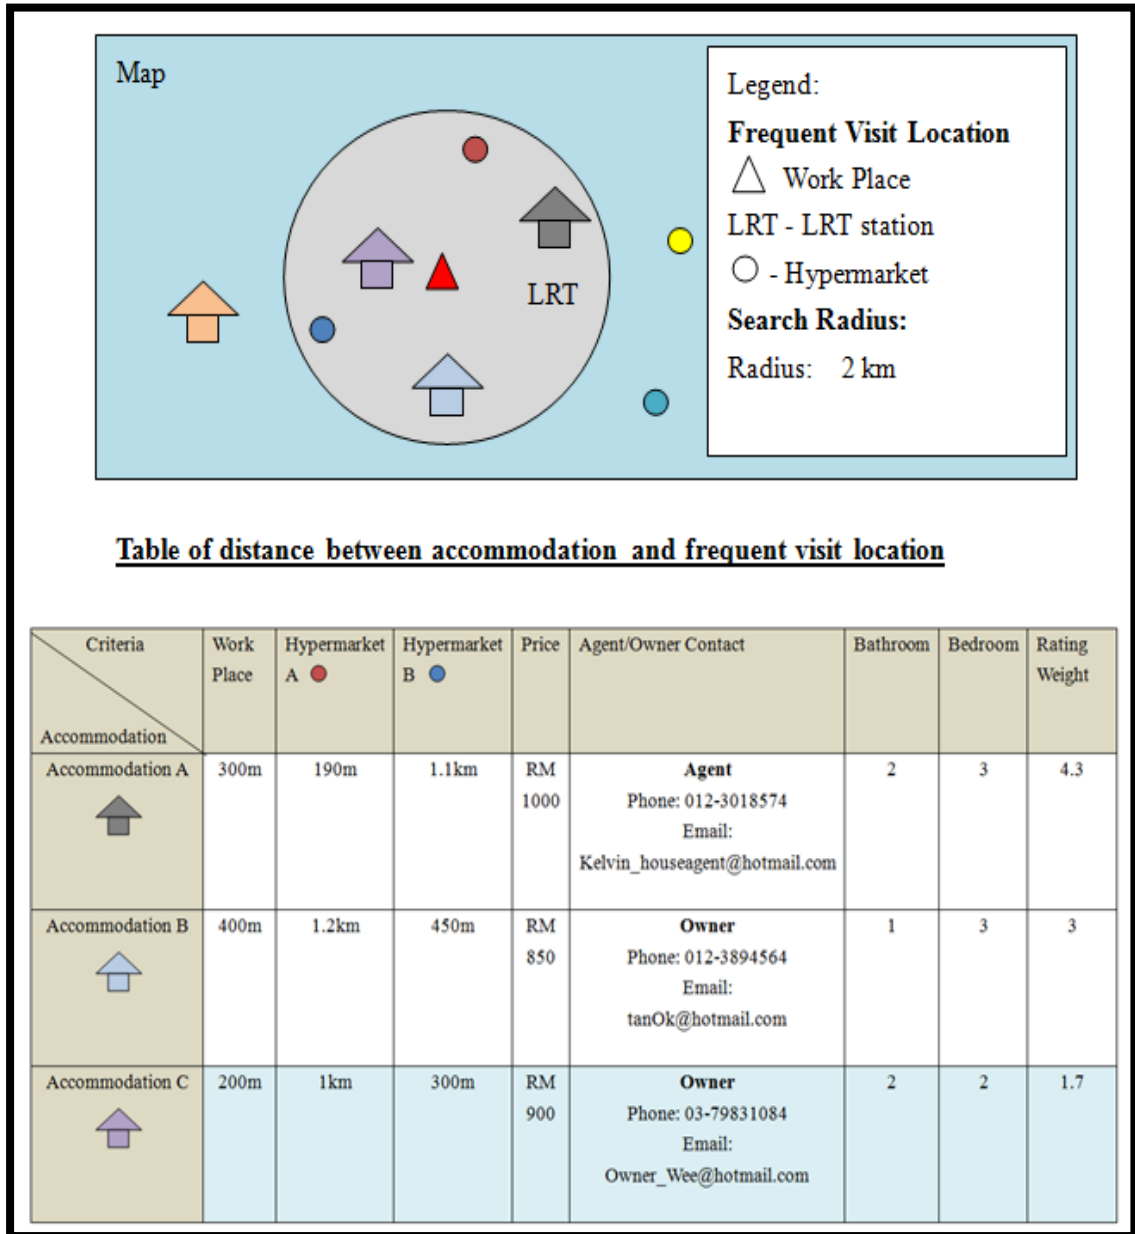 Map
Legend:
Frequent Visit Location
Work Place
LRT - LRT station
- Hypermarket
Search Radius:
Radius: 2 km
LRT
Table of distance between accommodation and frequent visit location
Criteria
Accommodation
Work
Place
Hypermarket
A
Hypermarket
B
Price
Agent/Owner Contact
Bathroom
Bedroom
Rating
Weight
Accommodation A
300m
190m
1.1km
RM
1000
Agent
Phone: 012-3018574
Email:
Kelvin_houseagent@hotmail.com
2
3
4.3
Accommodation B
400m
1.2km
450m
RM
850
Owner
Phone: 012-3894564
Email:
tanOk@hotmail.com
1
3
3
Accommodation C
200m
1km
300m
RM
900
Owner
Phone: 03-79831084
Email:
Owner_Wee@hotmail.com
2
2
1.7